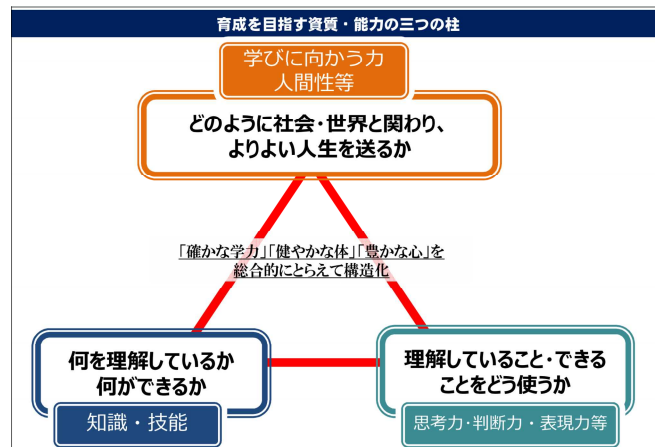 育成を目指す資質・能力の三つの柱
学びに向かう力
人間性等
どのように社会・世界と関わり、
よりよい人生を送るか
「確かな学力」「健やかな体」「豊かな心」を
総合的にとらえて構造化
何を理解しているか
何ができるか
知識・技能
理解していること・できる
ことをどう使うか
思考力・判断力・表現力等